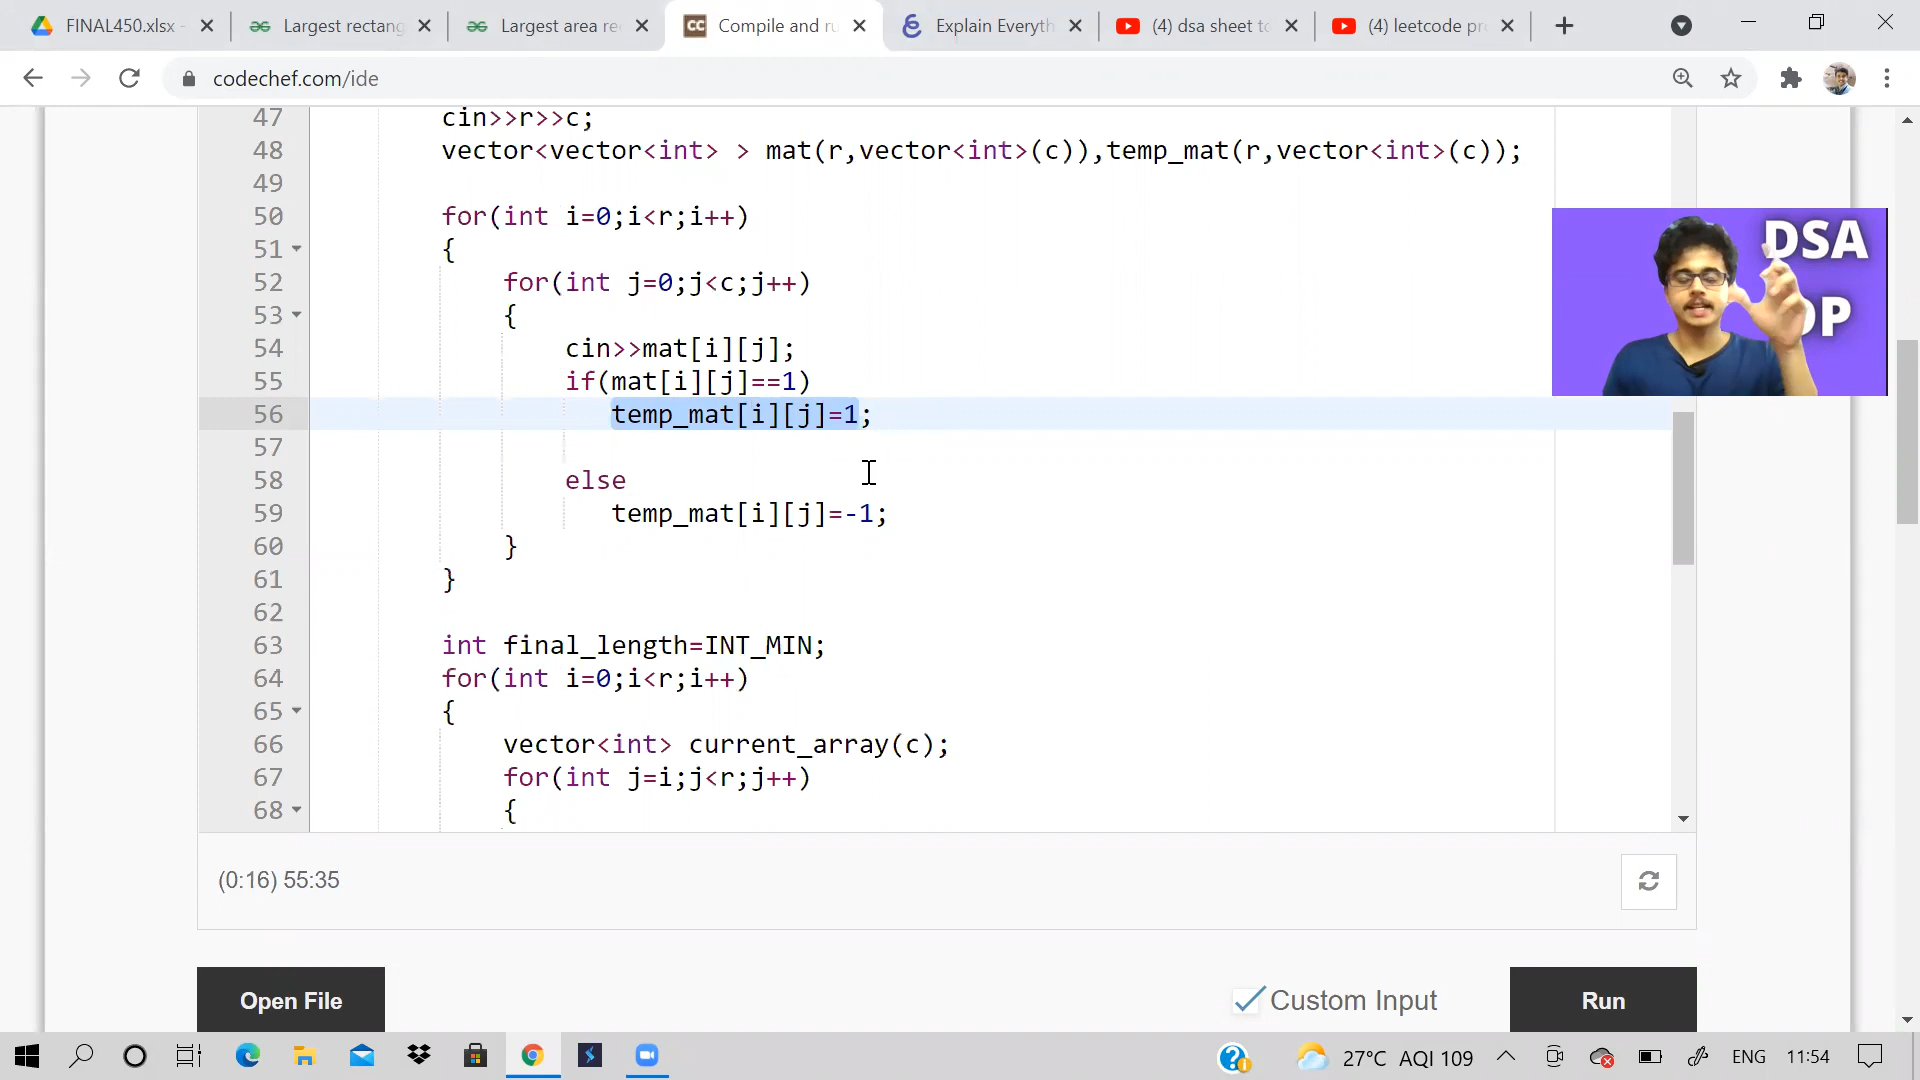 FINAL450.xlsx -
Largest rectang
Largest area rec
Compile and ru
Explain Everyth
(4) dsa sheet to
(4) leetcode pr
codechef.com/ide
47 cin>>r>>c;
48 vector<vector<int> > mat(r,vector<int>(c)),temp_mat(r,vector<int>(c));
49
50 for(int i=0;i<r;i++)
51 {
52 for(int j=0;j<c;j++)
53 {
54 cin>>mat[i][j];
55 if(mat[i][j]==1)
56 temp_mat[i][j]=1;
57
58 else
59 temp_mat[i][j]=-1;
60 }
61 }
62
63 int final_length=INT_MIN;
64 for(int i=0;i<r;i++)
65 {
66 vector<int> current_array(c);
67 for(int j=i;j<r;j++)
68 {
DSA
OP
(0:16) 55:35
Open File
Custom Input
Run
27°C AQI 109
ENG
11:54